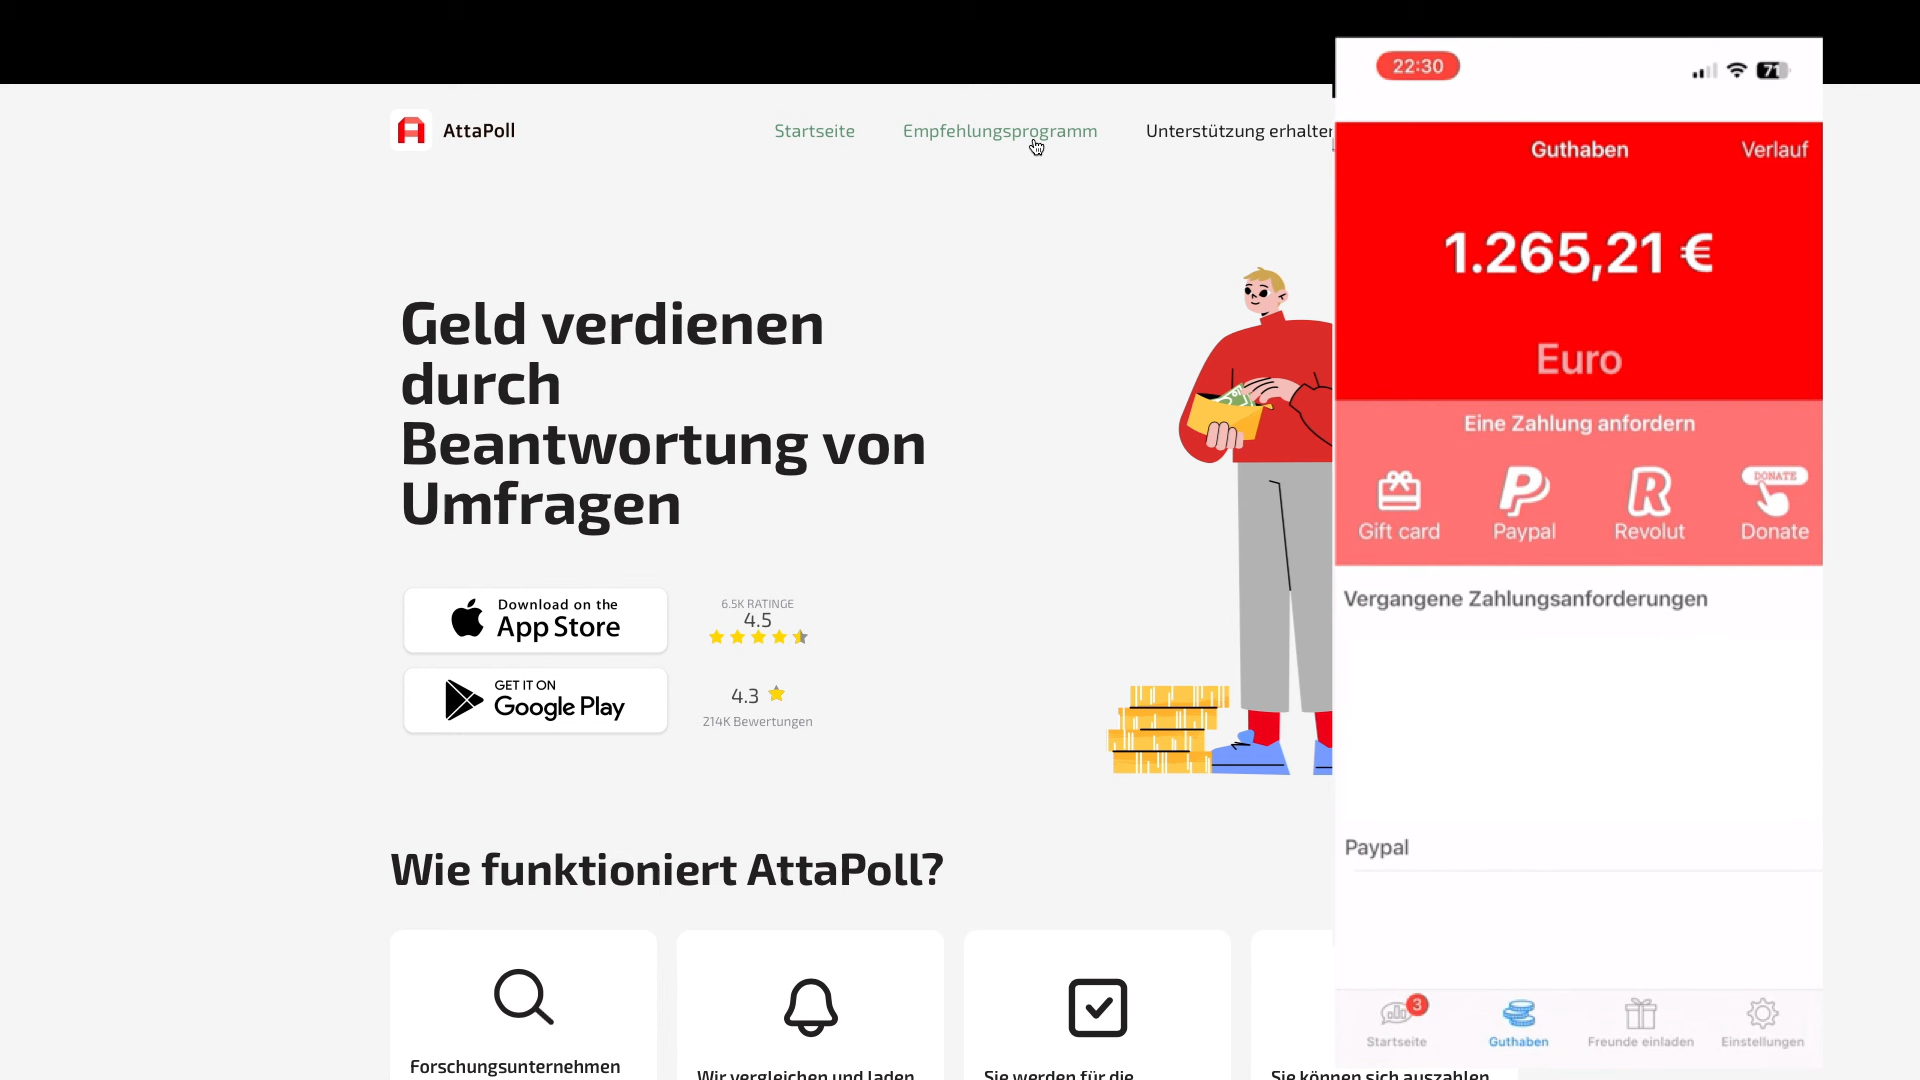 AttaPoll
Startseite
Empfehlungsprogramm
Unterstützung erhalten
Geld verdienen
durch
Beantwortung von
Umfragen
Download on the
App Store
6.5K RATINGE
4.5
GET IT ON
Google Play
4.3
214K Bewertungen
Wie funktioniert AttaPoll?
Forschungsunternehmen
Wir vergleichen und laden
Sie werden für die
Sie können sich auszahlen
22:30
71
Guthaben
Verlauf
1.265,21 €
Euro
Eine Zahlung anfordern
DONATE
Gift card
Paypal
Revolut
Donate
Vergangene Zahlungsanforderungen
Paypal
3
Startseite
Guthaben
Freunde einladen
Einstellungen